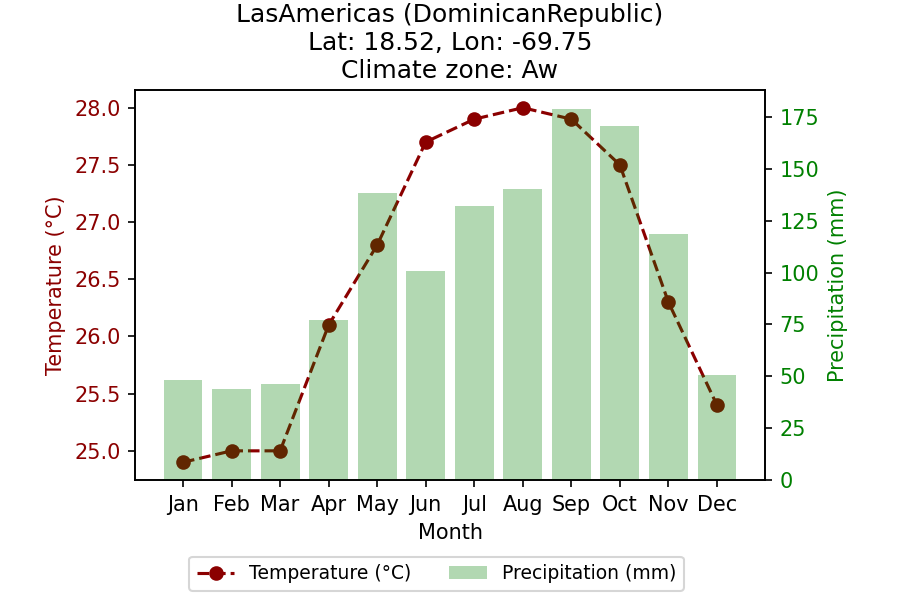 LasAmericas (DominicanRepublic)
Lat: 18.52, Lon: -69.75
Climate zone: Aw
28.0
27.5
27.0
26.5
26.0
25.5
25.0
Temperature (°C)
175
150
125
100
75
50
25
0
Precipitation (mm)
Jan Feb Mar Apr May Jun Jul Aug Sep Oct Nov Dec
Month
Temperature (°C) Precipitation (mm)